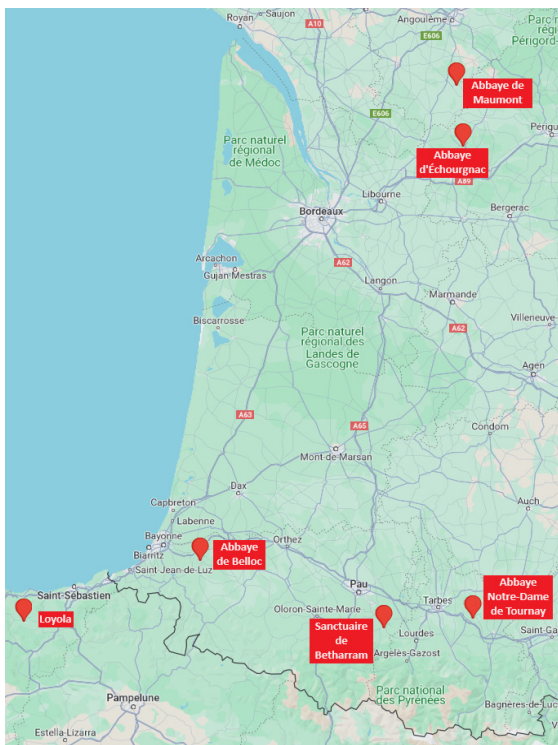 Royan
Saujon
A10
Angoulême
E606
Parc n
régi
Périgord-
Abbaye de
Maumont
E606
Parc naturel
régional
de Médoc
Périgu
Abbaye
d'Échourgnac
A89
Libourne
Bordeaux
Bergerac
Arcachon
Gujan-Mestras
A62
Langon
Marmande
Biscarrosse
Villeneuve-
Parc naturel
régional des
Landes de
Gascogne
A62
Agen
A63
A65
Condom
Mont-de-Marsan
Dax
Auch
Capbreton
Labenne
Bayonne
Biarritz
Abbaye
de Belloc
Orthez
Saint-Jean-de-Luz
Saint-Sébastien
Pau
Tarbes
Abbaye
Notre-Dame
de Tournay
Loyola
Oloron-Sainte-Marie
Sanctuaire
de
Betharram
Lourdes
Saint-Ga
Argelès-Gazost
Parc national
des Pyrénées
Pampelune
Bagnères-de-Luc
Estella-Lizarra